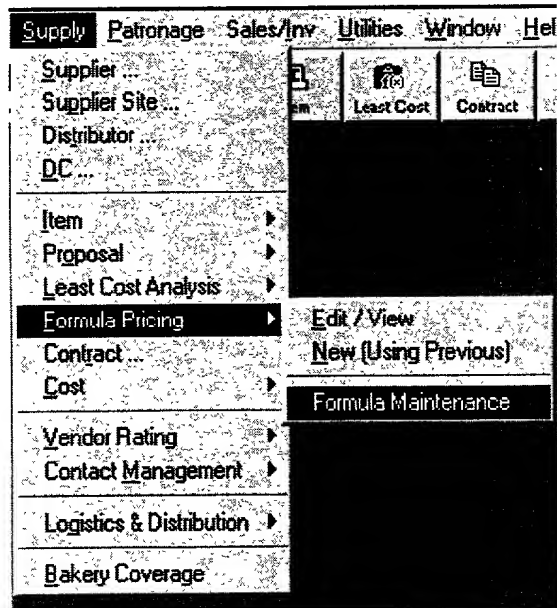 Supply Patronage Sales/Inv Utilities Window Hel
Supplier ...
Supplier Site ...
Distributor ...
DC ...
Least Cost
Contract
Item
Proposal
Least Cost Analysis
Formula Pricing
Edit / View
New (Using Previous)
Formula Maintenance
Contract ...
Cost
Vendor Rating
Contact Management
Logistics & Distribution
Bakery Coverage